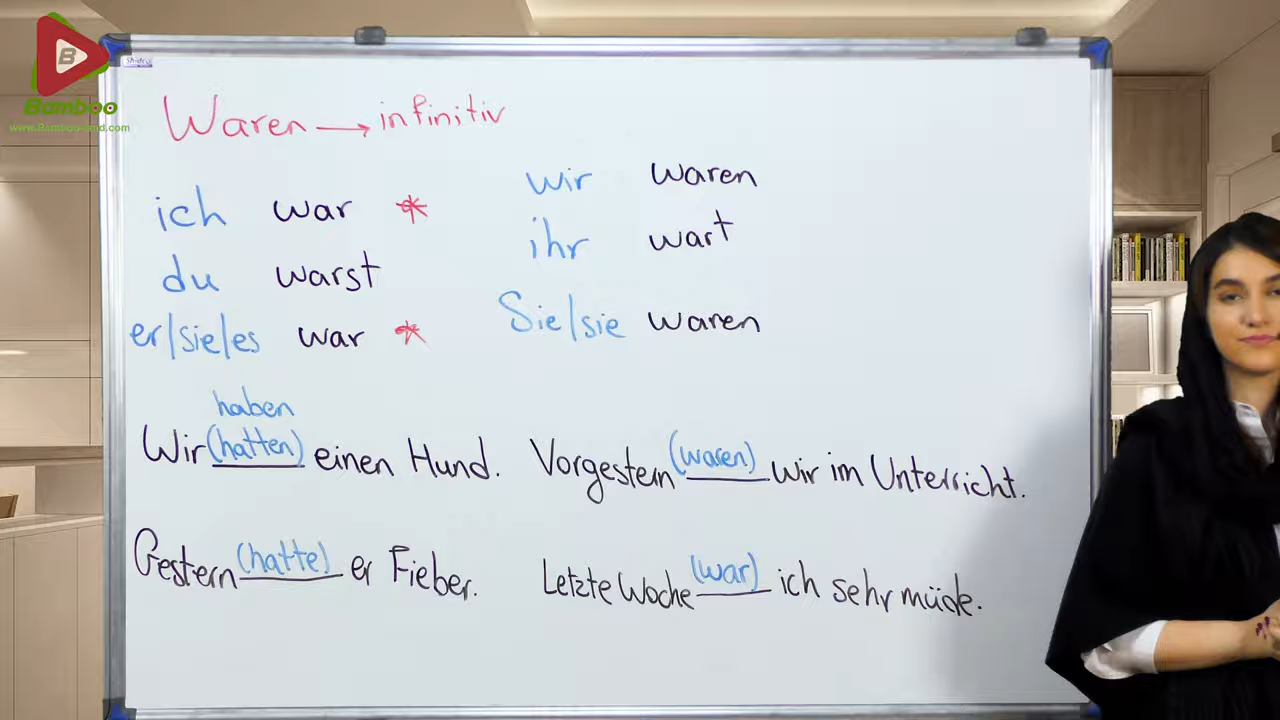 Bamboo
Waren → infinitiv
ich war *
du warst
er/sie/es war *
wir waren
ihr wart
Sie/sie waren
haben
Wir (hatten) einen Hund.
Vorgestern (waren) wir im Unterricht.
Gestern (hatte) er Fieber.
Letzte Woche (war) ich sehr müde.